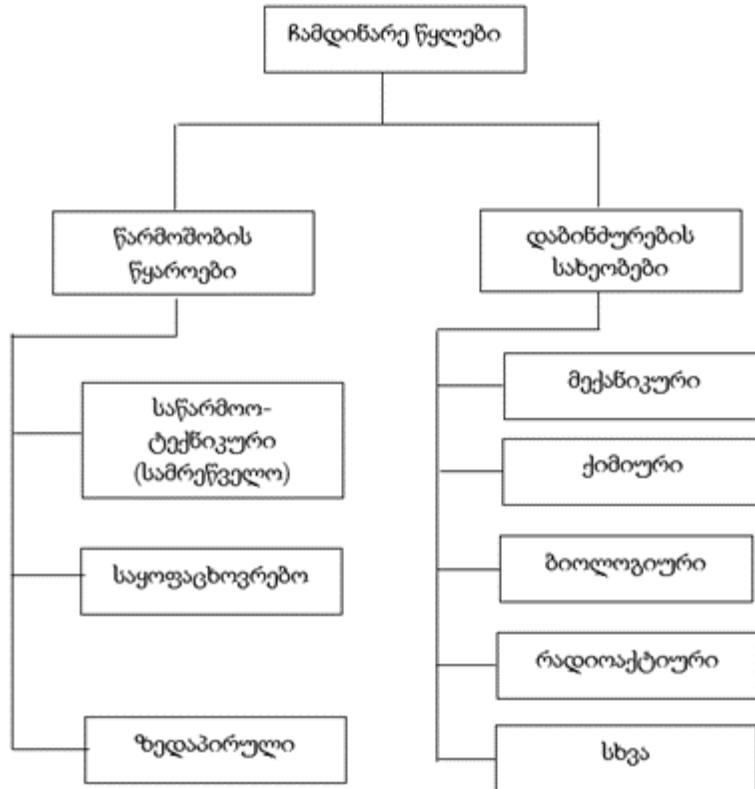 ჩამდინარე წყლები
წარმოშობის
წყაროები
საწარმოო-
ტექნიკური
(სამრეწველო)
საყოფაცხოვრებო
ზედაპირული
დაბინძურების
სახეობები
მექანიკური
ქიმიური
ბიოლოგიური
რადიოაქტიური
სხვა